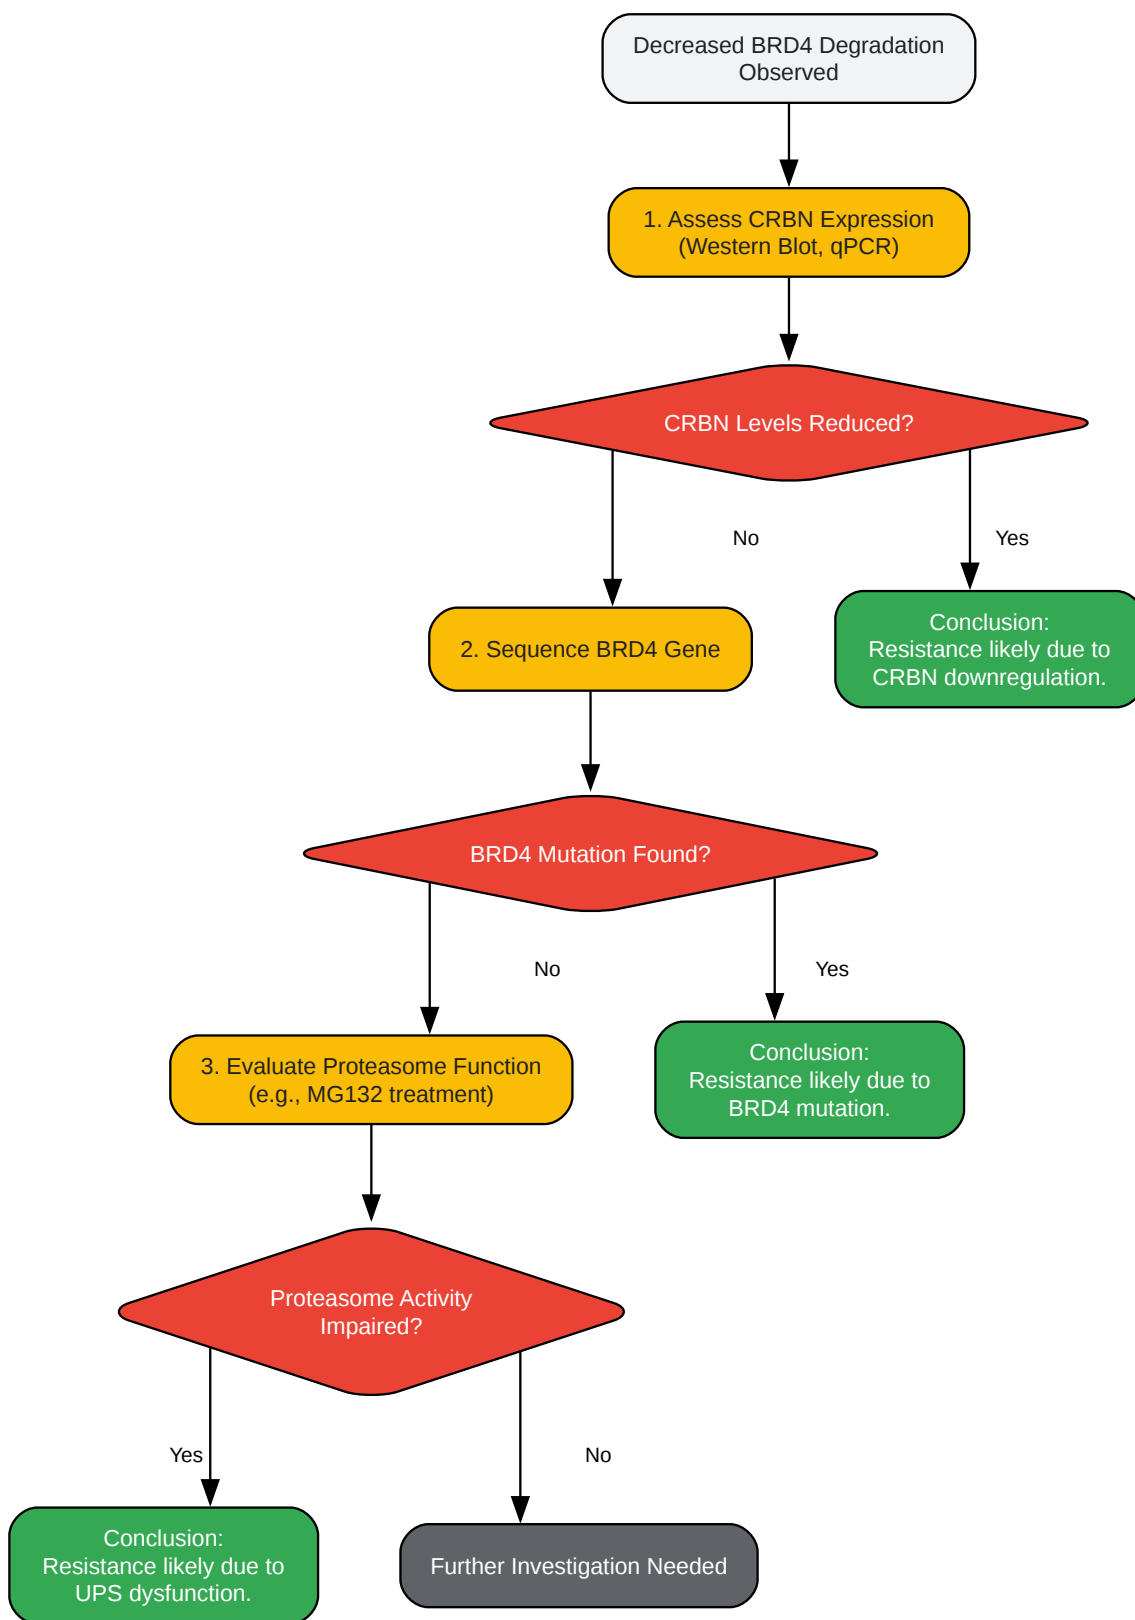 Decreased BRD4 Degradation
Observed
1. Assess CRBN Expression
(Western Blot, qPCR)
CRBN Levels Reduced?
No
Yes
2. Sequence BRD4 Gene
Conclusion:
Resistance likely due to
CRBN downregulation.
BRD4 Mutation Found?
No
Yes
3. Evaluate Proteasome Function
(e.g., MG132 treatment)
Conclusion:
Resistance likely due to
BRD4 mutation.
Proteasome Activity
Impaired?
Yes
No
Conclusion:
Resistance likely due to
UPS dysfunction.
Further Investigation Needed